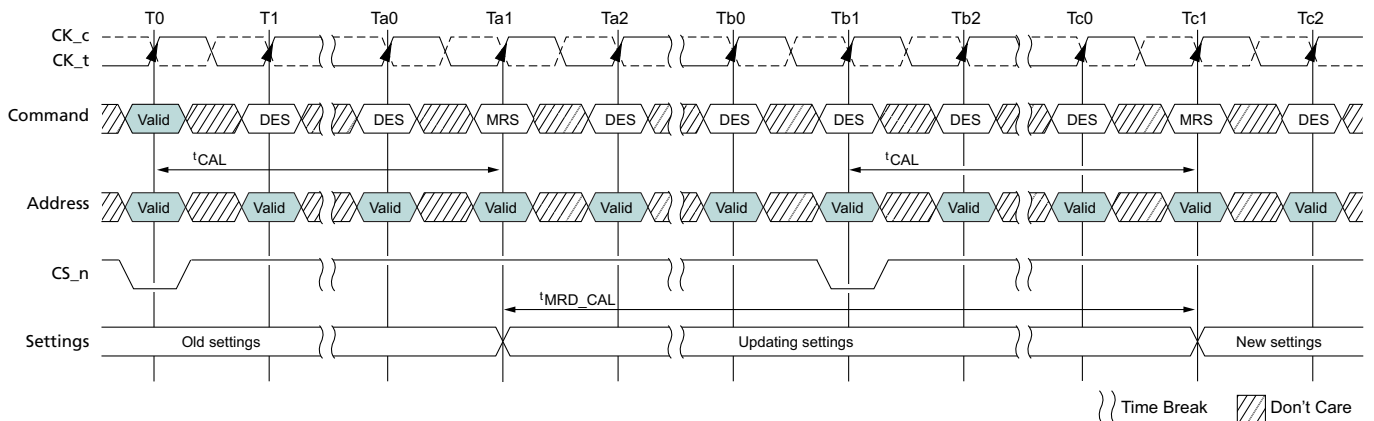 T0 T1 Ta0 Ta1 Ta2 Tb0 Tb1 Tb2 Tc0 Tc1 Tc2
CK_c
CK_t
Command Valid DES DES MRS DES DES DES DES DES MRS DES
tCAL tCAL
Address Valid Valid Valid Valid Valid Valid Valid Valid Valid Valid Valid
CS_n
tMRD_CAL
Settings Old settings Updating settings New settings
Time Break Don't Care